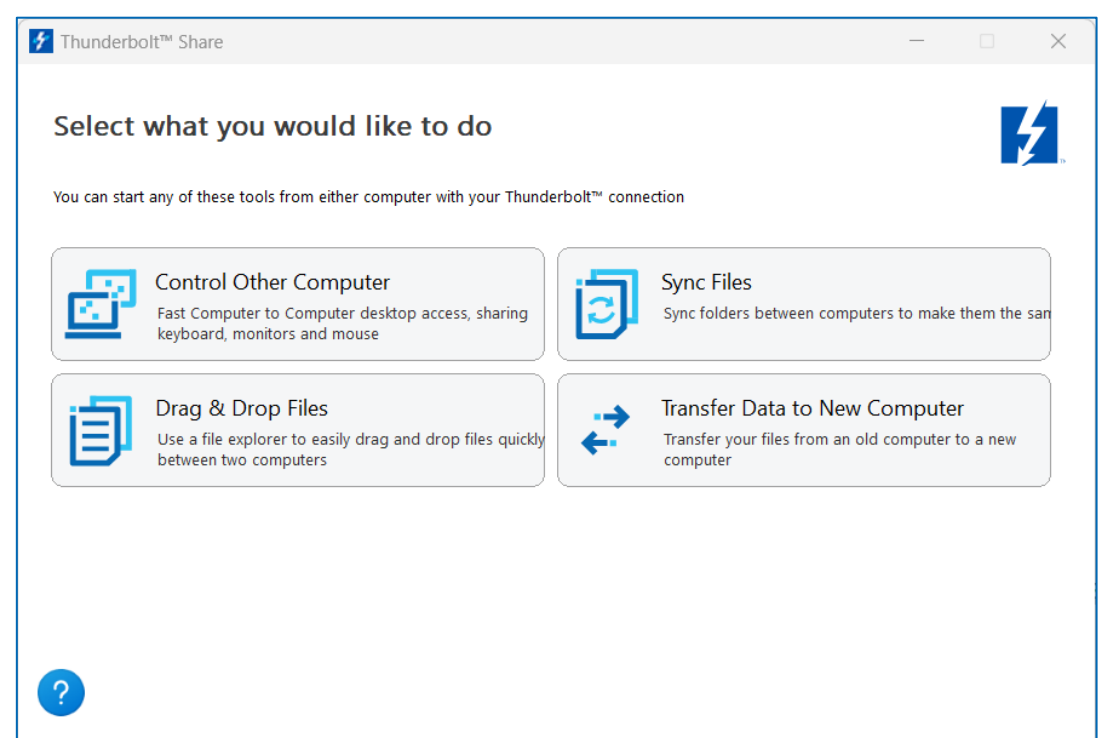 Thunderbolt™ Share
Select what you would like to do
You can start any of these tools from either computer with your Thunderbolt™ connection
Control Other Computer
Fast Computer to Computer desktop access, sharing
keyboard, monitors and mouse
Sync Files
Sync folders between computers to make them the sam
Drag & Drop Files
Use a file explorer to easily drag and drop files quickly
between two computers
Transfer Data to New Computer
Transfer your files from an old computer to a new
computer
?